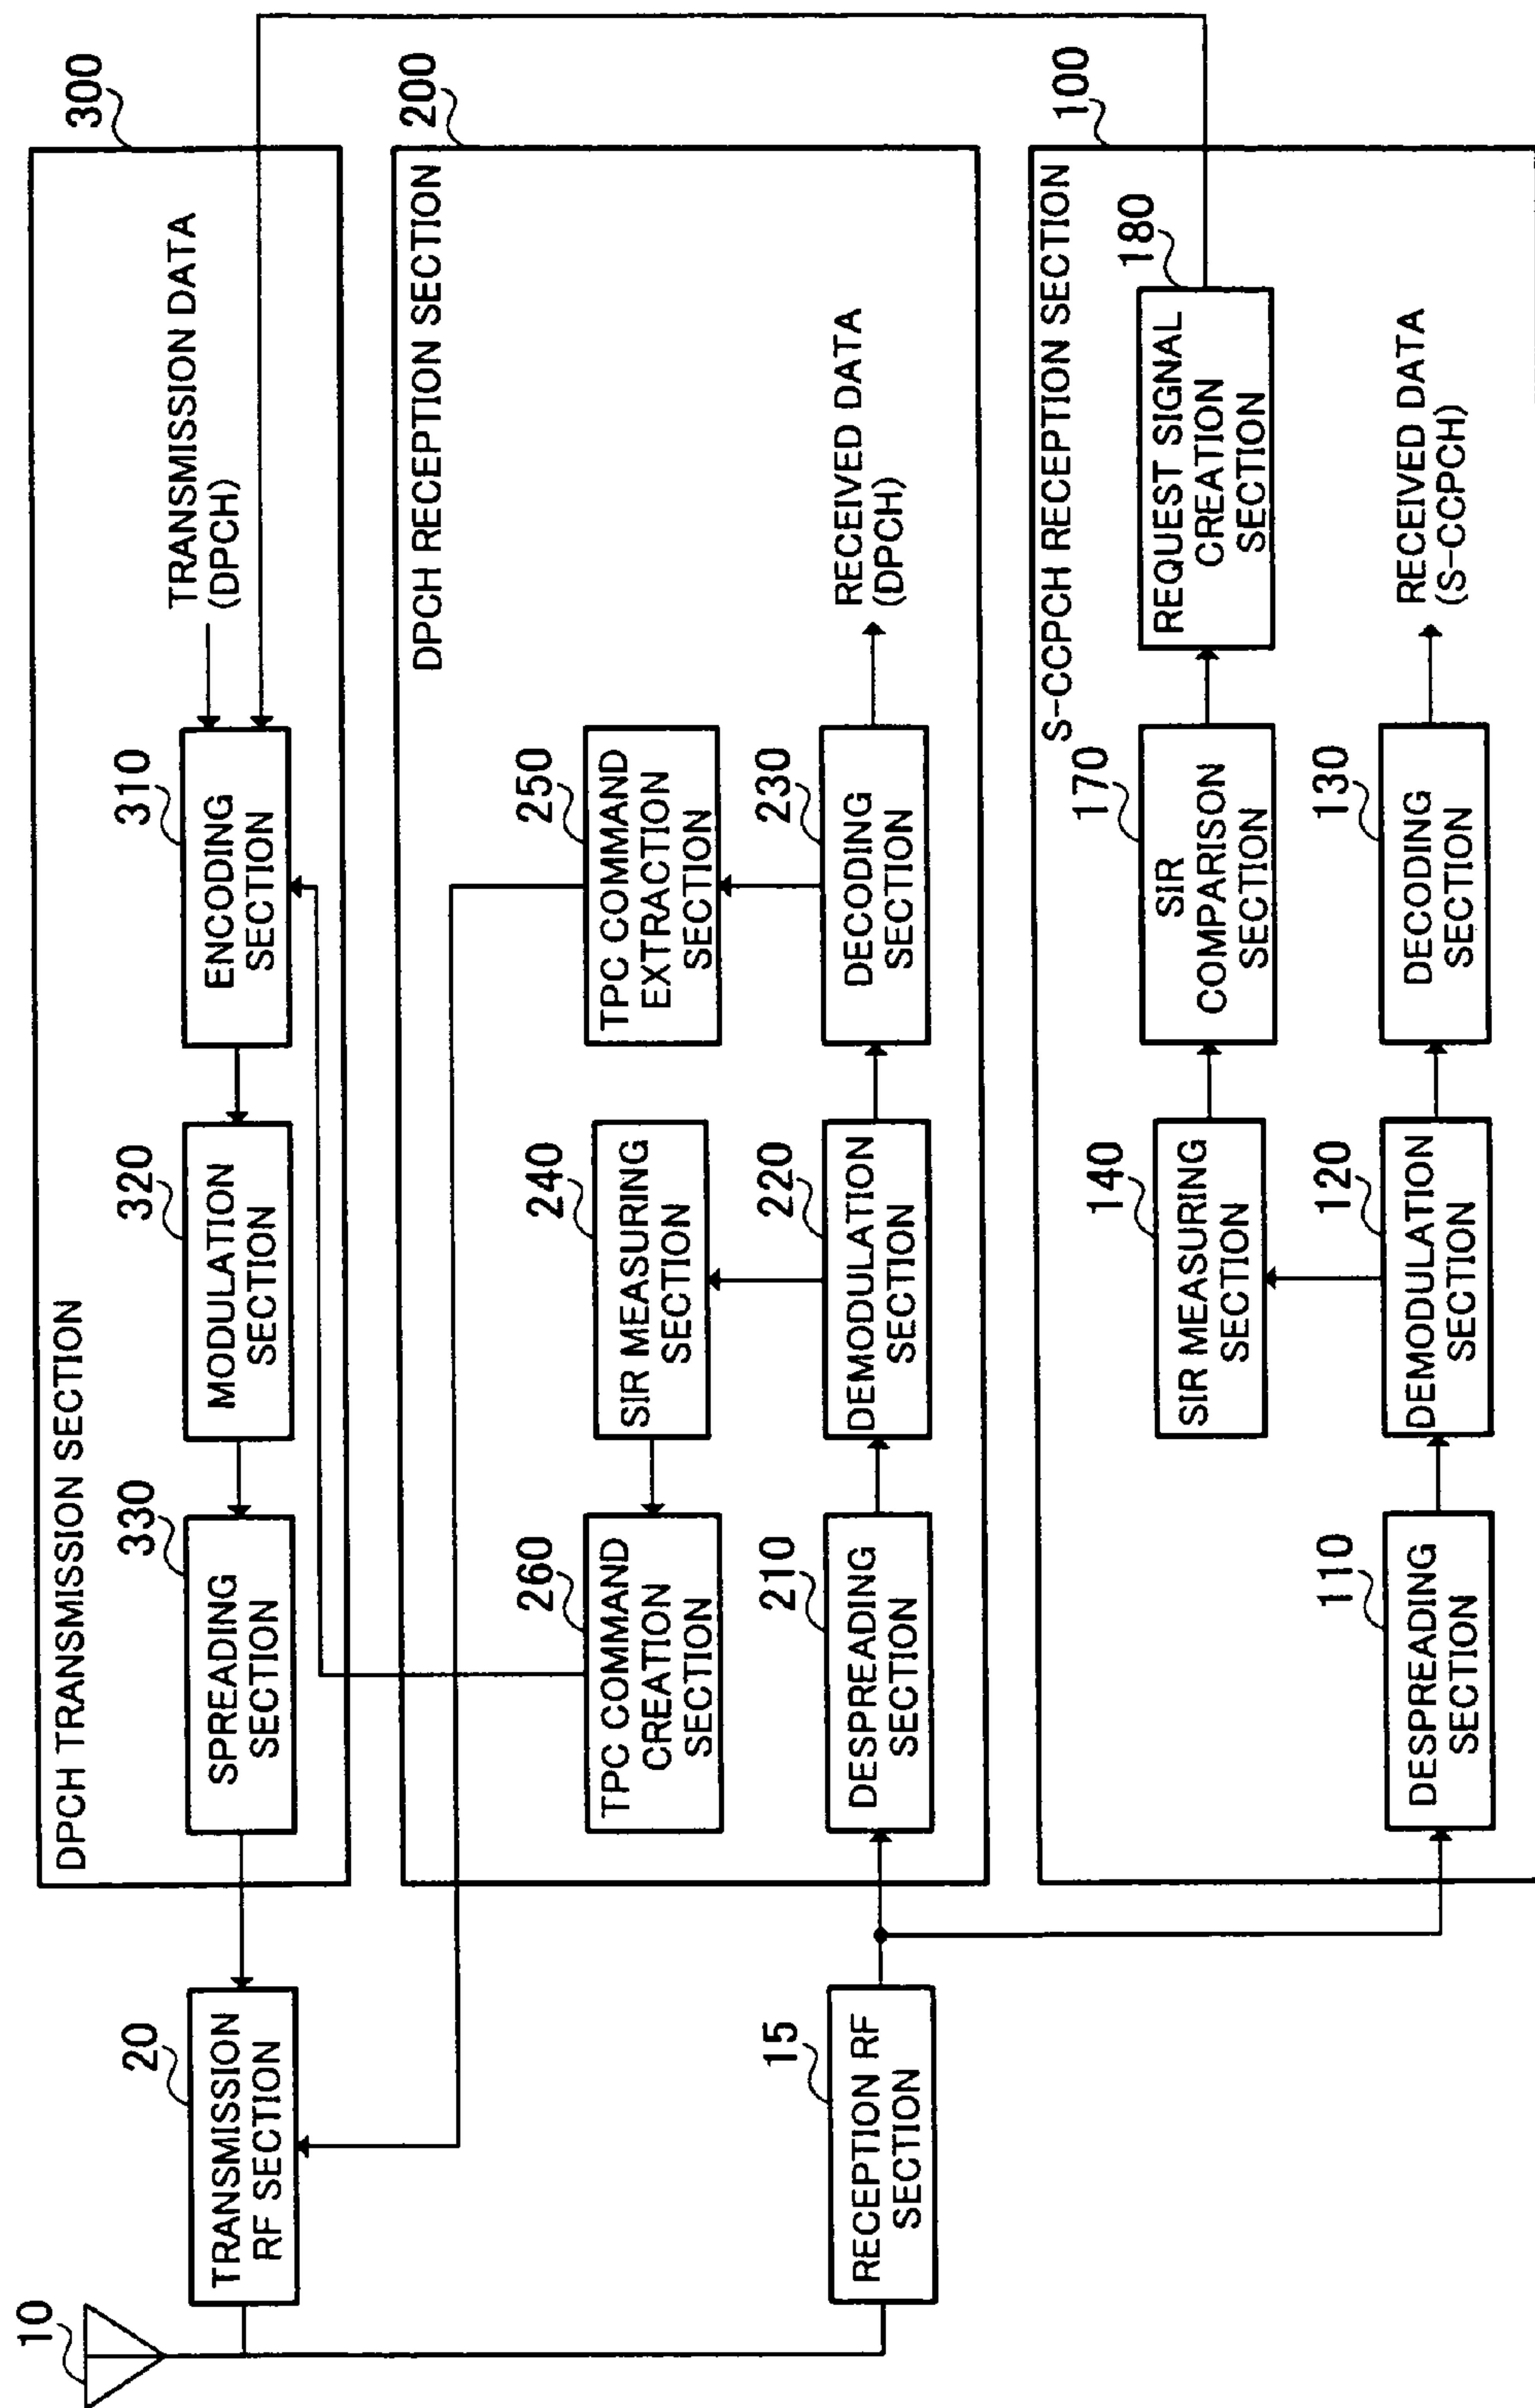 10
20
TRANSMISSION
RF SECTION
15
RECEPTION RF
SECTION
300
DPCH TRANSMISSION SECTION
330
SPREADING
SECTION
320
MODULATION
SECTION
310
ENCODING
SECTION
TRANSMISSION DATA
(DPCH)
200
DPCH RECEPTION SECTION
260
TPC COMMAND
CREATION
SECTION
240
SIR MEASURING
SECTION
250
TPC COMMAND
EXTRACTION
SECTION
210
DESPREADING
SECTION
220
DEMODULATION
SECTION
230
DECODING
SECTION
RECEIVED DATA
(DPCH)
100
S-CCPCH RECEPTION SECTION
140
SIR MEASURING
SECTION
170
SIR
COMPARISON
SECTION
180
REQUEST SIGNAL
CREATION
SECTION
110
DESPREADING
SECTION
120
DEMODULATION
SECTION
130
DECODING
SECTION
RECEIVED DATA
(S-CCPCH)